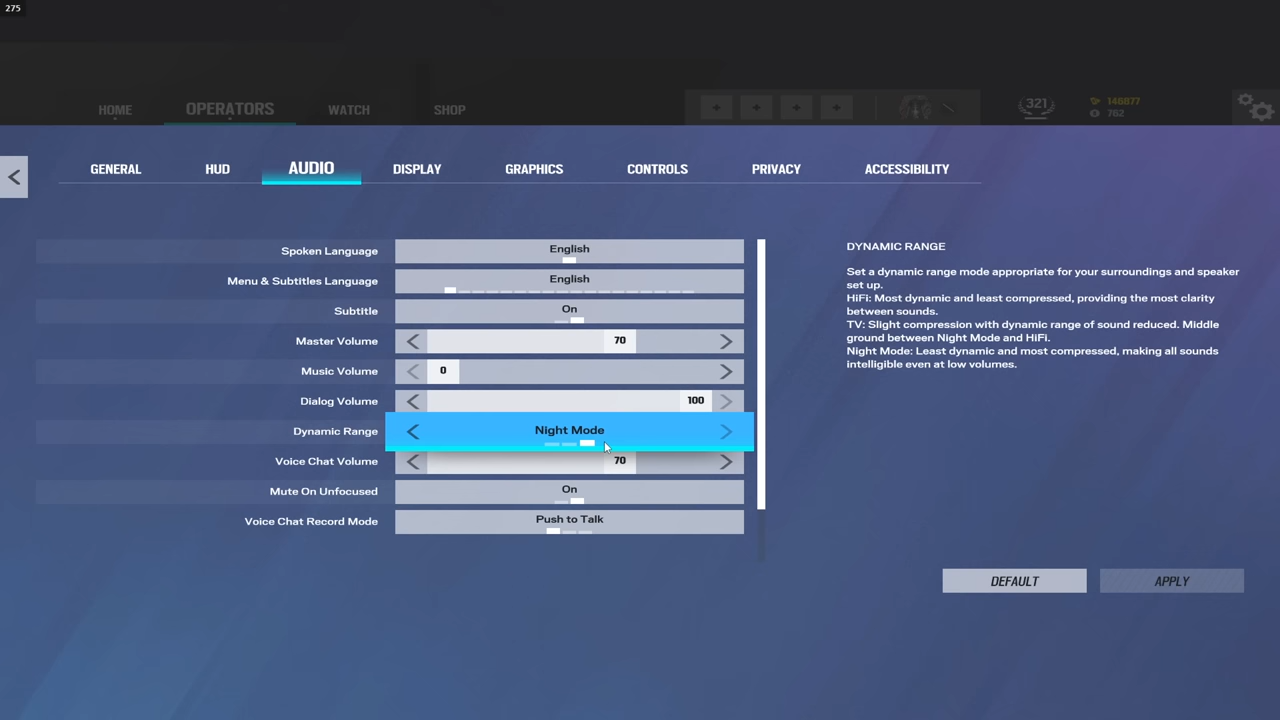 275
HOME OPERATORS WATCH SHOP
321 146877
762
GENERAL HUD AUDIO DISPLAY GRAPHICS CONTROLS PRIVACY ACCESSIBILITY
Spoken Language English
Menu & Subtitles Language English
Subtitle On
Master Volume 70
Music Volume 0
Dialog Volume 100
Dynamic Range Night Mode
Voice Chat Volume 70
Mute On Unfocused On
Voice Chat Record Mode Push to Talk
DYNAMIC RANGE
Set a dynamic range mode appropriate for your surroundings and speaker
set up.
HiFi: Most dynamic and least compressed, providing the most clarity
between sounds.
TV: Slight compression with dynamic range of sound reduced. Middle
ground between Night Mode and HiFi.
Night Mode: Least dynamic and most compressed, making all sounds
intelligible even at low volumes.
DEFAULT APPLY